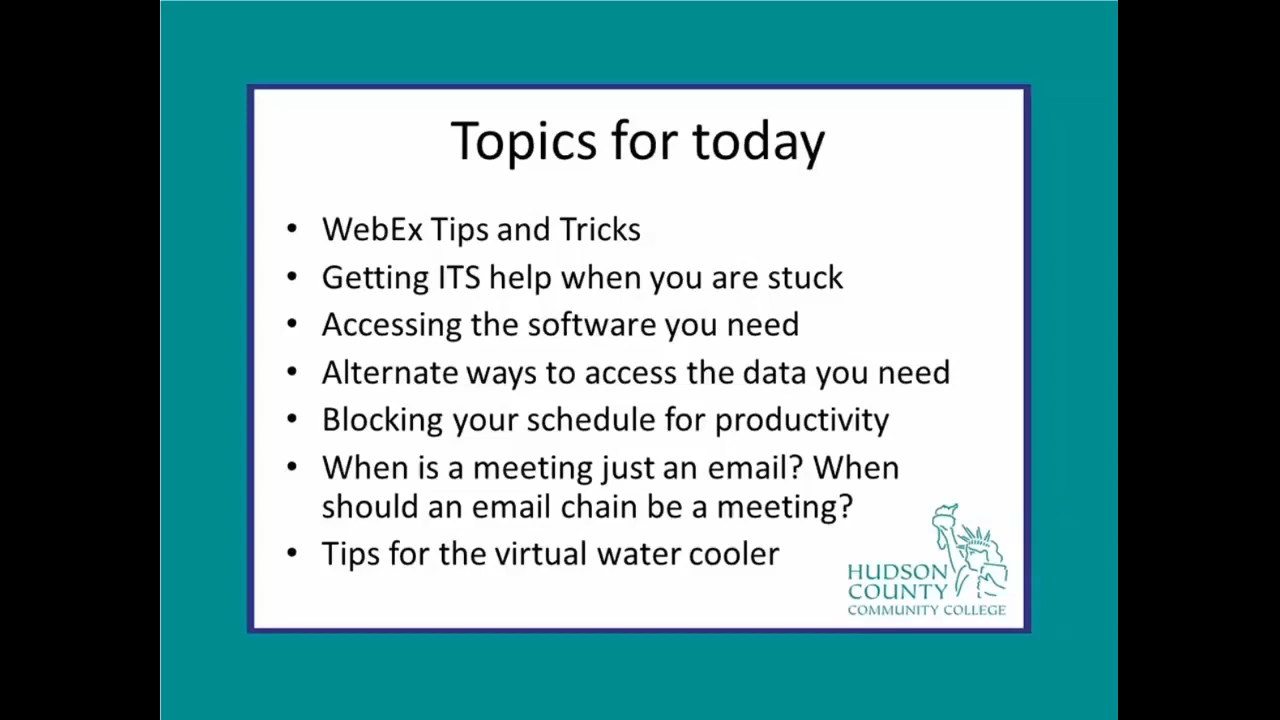 Topics for today
• WebEx Tips and Tricks
• Getting ITS help when you are stuck
• Accessing the software you need
• Alternate ways to access the data you need
• Blocking your schedule for productivity
• When is a meeting just an email? When
should an email chain be a meeting?
• Tips for the virtual water cooler
HUDSON
COUNTY
COMMUNITY COLLEGE